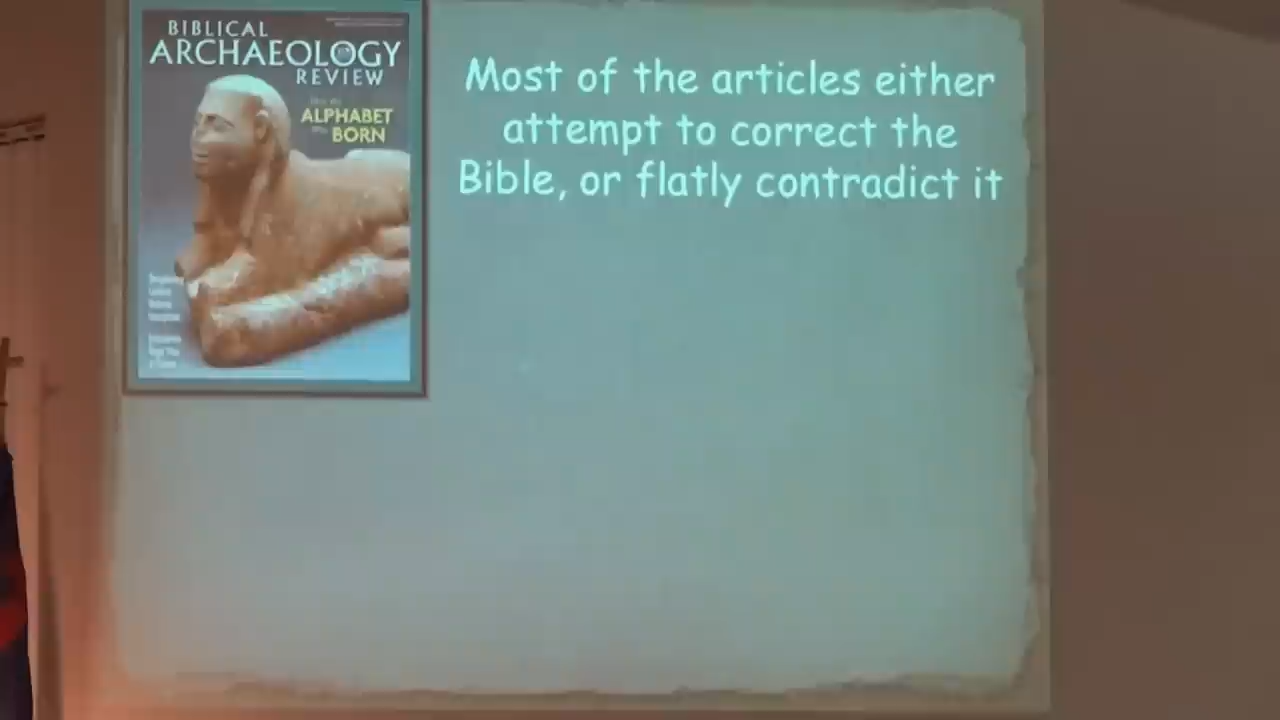 BIBLICAL
ARCHAEOLOGY
REVIEW
ALPHABET
BORN
Most of the articles either
attempt to correct the
Bible, or flatly contradict it